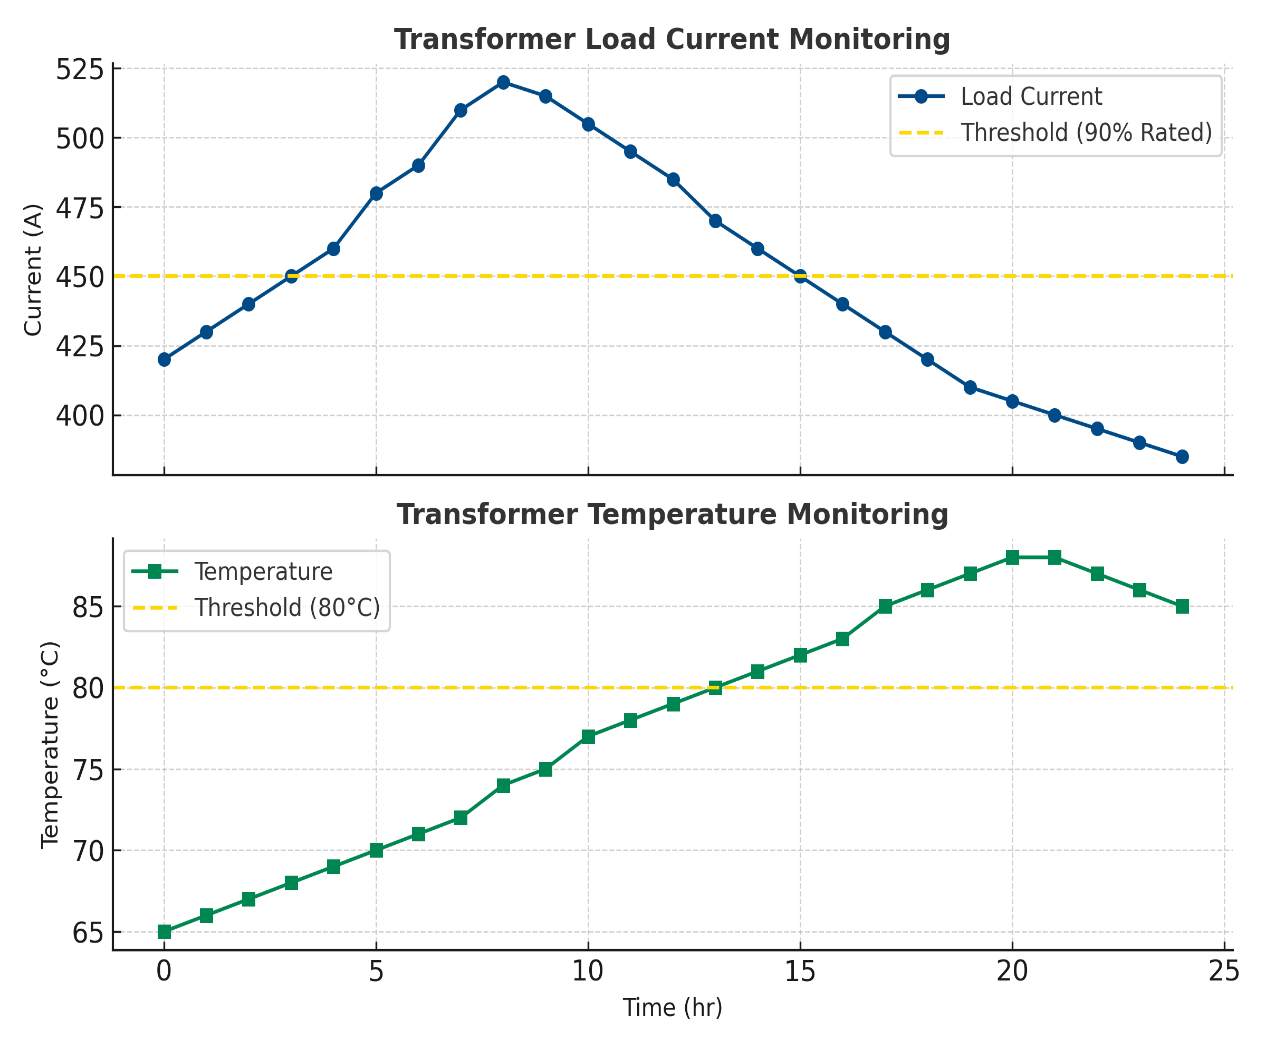 Transformer Load Current Monitoring
525
500
475
450
425
400
Current (A)
Load Current
Threshold (90% Rated)
Transformer Temperature Monitoring
85
80
75
70
65
Temperature (°C)
Temperature
Threshold (80°C)
0 5 10 15 20 25
Time (hr)